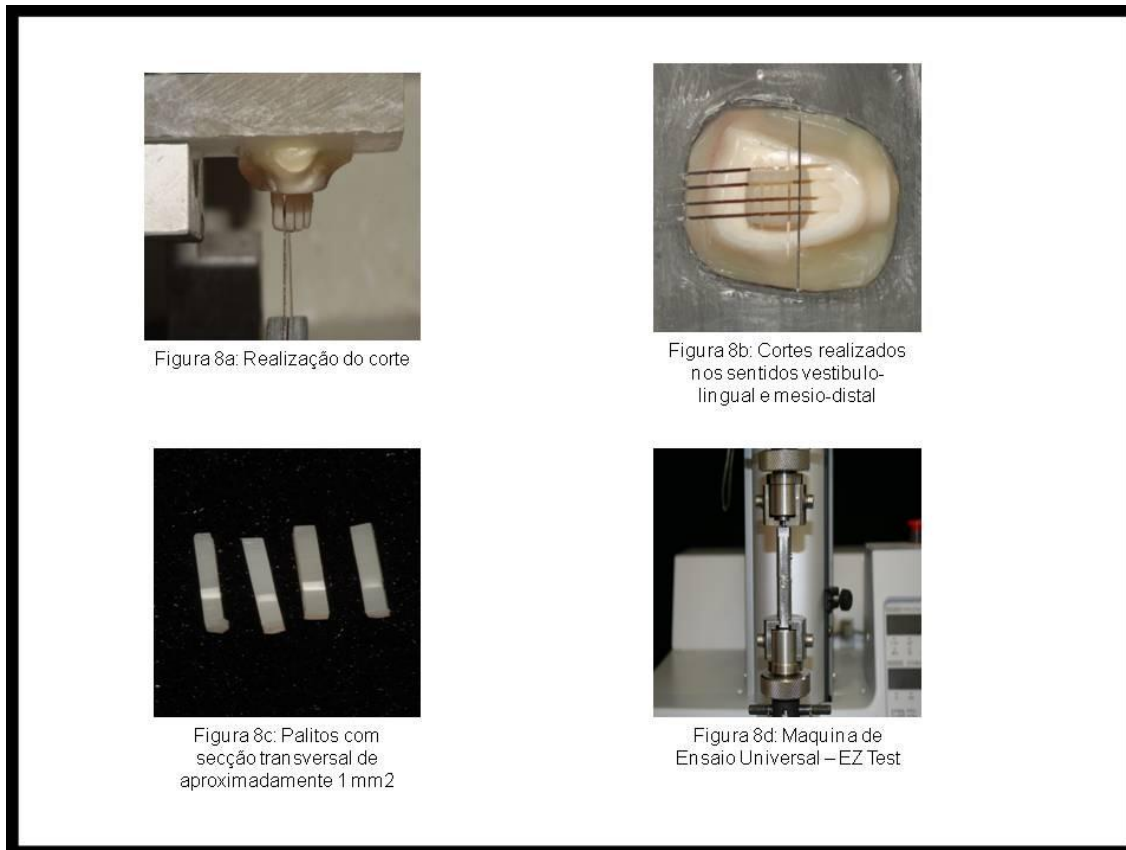 Figura 8a: Realização do corte
Figura 8b: Cortes realizados
nos sentidos vestibulo-
lingual e mesio-distal
Figura 8c: Palitos com
secção transversal de
aproximadamente 1 mm2
Figura 8d: Maquina de
Ensaio Universal – EZ Test